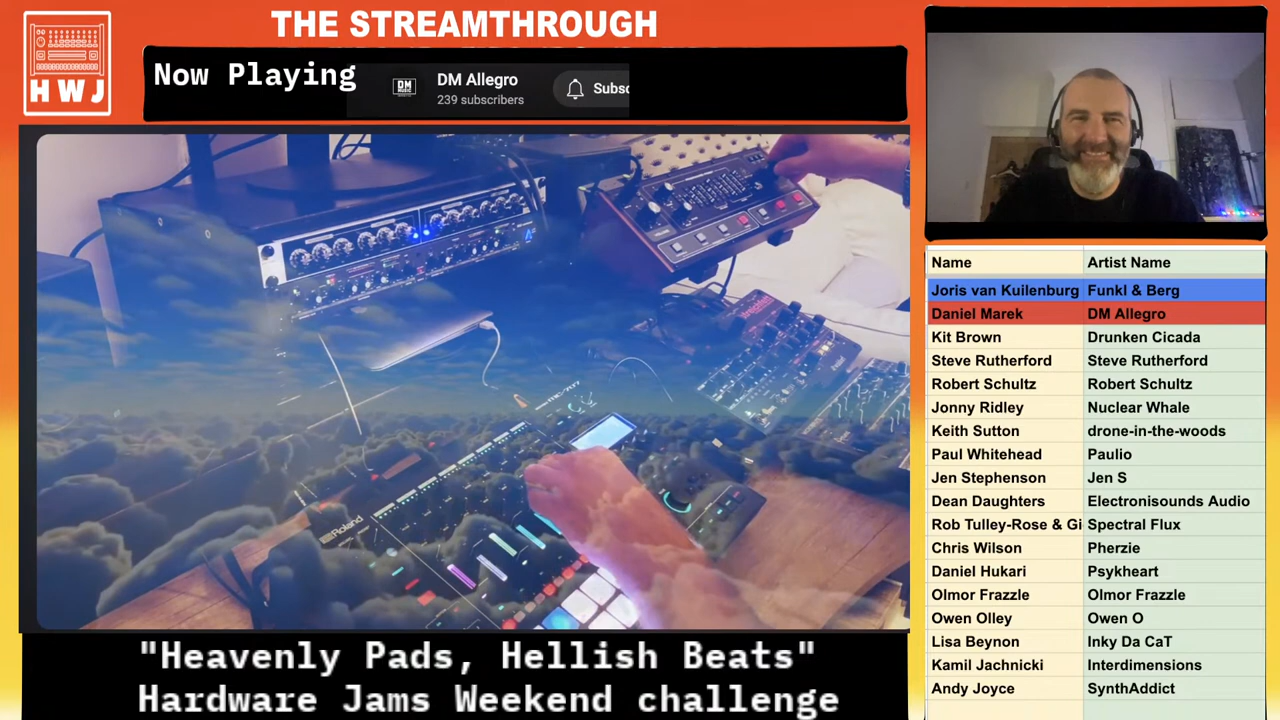 THE STREAMTHROUGH
HWJ
Now Playing
DM
DM Allegro
239 subscribers
Subsc
Roland
MC-707
"Heavenly Pads, Hellish Beats"
Hardware Jams Weekend challenge
Name Artist Name
Joris van Kuilenburg Funkl & Berg
Daniel Marek DM Allegro
Kit Brown Drunken Cicada
Steve Rutherford Steve Rutherford
Robert Schultz Robert Schultz
Jonny Ridley Nuclear Whale
Keith Sutton drone-in-the-woods
Paul Whitehead Paulio
Jen Stephenson Jen S
Dean Daughters Electronisounds Audio
Rob Tulley-Rose & Gi Spectral Flux
Chris Wilson Pherzie
Daniel Hukari Psykheart
Olmor Frazzle Olmor Frazzle
Owen Olley Owen O
Lisa Beynon Inky Da CaT
Kamil Jachnicki Interdimensions
Andy Joyce SynthAddict